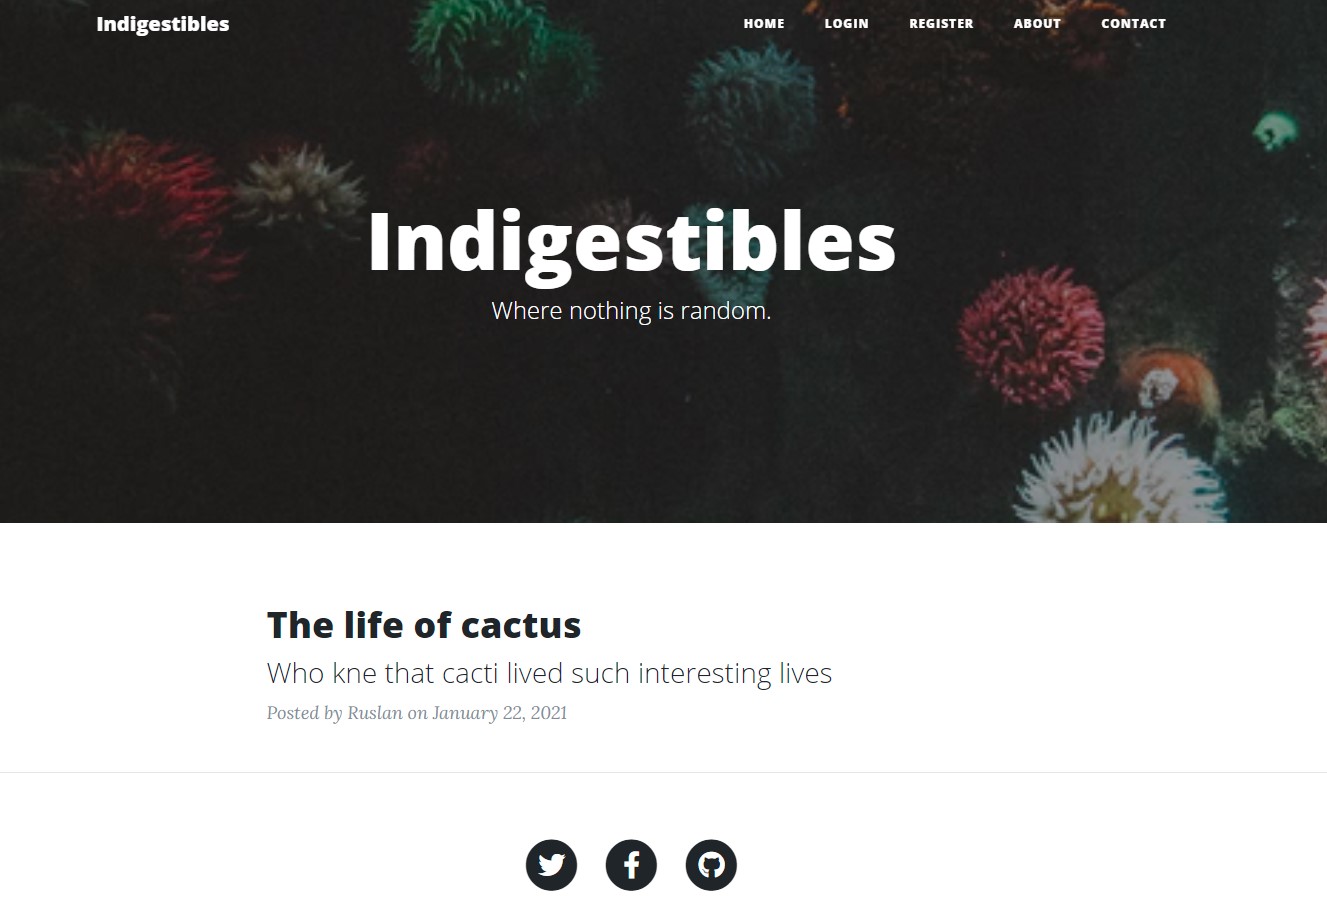 Indigestibles
HOME LOGIN REGISTER ABOUT CONTACT
Indigestibles
Where nothing is random.
The life of cactus
Who kne that cacti lived such interesting lives
Posted by Ruslan on January 22, 2021